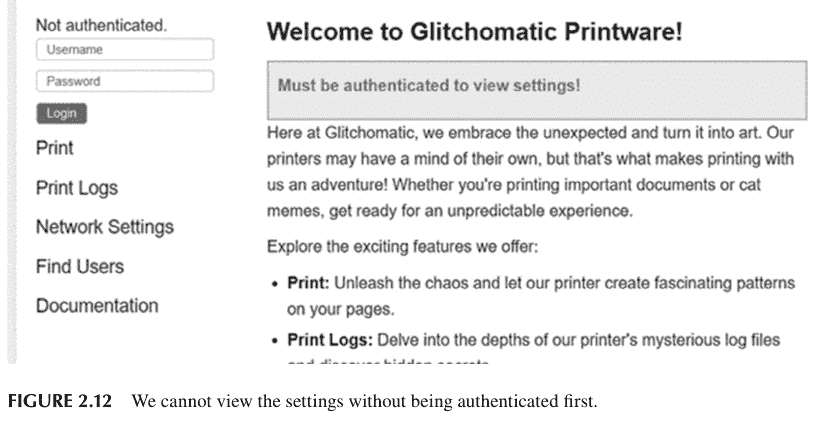 Not authenticated.
Username
Password
Login
Print
Print Logs
Network Settings
Find Users
Documentation
Welcome to Glitchomatic Printware!
Must be authenticated to view settings!
Here at Glitchomatic, we embrace the unexpected and turn it into art. Our
printers may have a mind of their own, but that's what makes printing with
us an adventure! Whether you're printing important documents or cat
memes, get ready for an unpredictable experience.
Explore the exciting features we offer:
• Print: Unleash the chaos and let our printer create fascinating patterns
on your pages.
• Print Logs: Delve into the depths of our printer's mysterious log files
FIGURE 2.12 We cannot view the settings without being authenticated first.